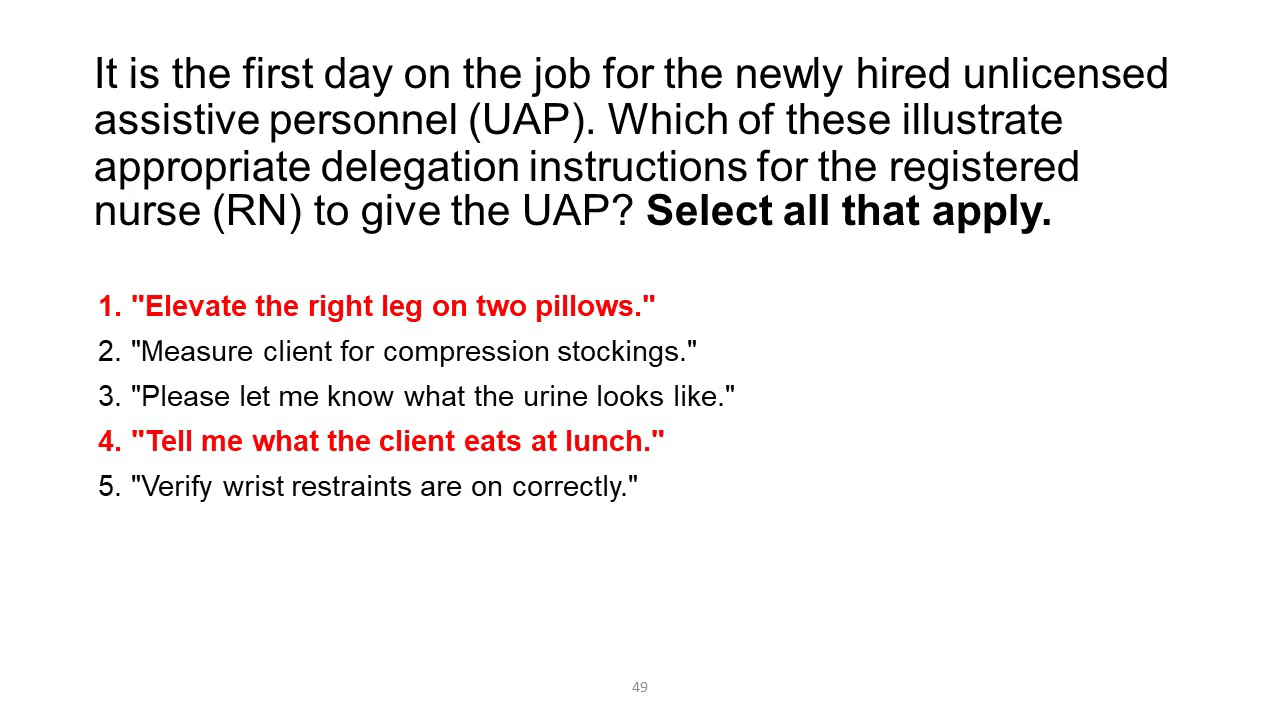 It is the first day on the job for the newly hired unlicensed
assistive personnel (UAP). Which of these illustrate
appropriate delegation instructions for the registered
nurse (RN) to give the UAP? Select all that apply.
1. "Elevate the right leg on two pillows."
2. "Measure client for compression stockings."
3. "Please let me know what the urine looks like."
4. "Tell me what the client eats at lunch."
5. "Verify wrist restraints are on correctly."
49